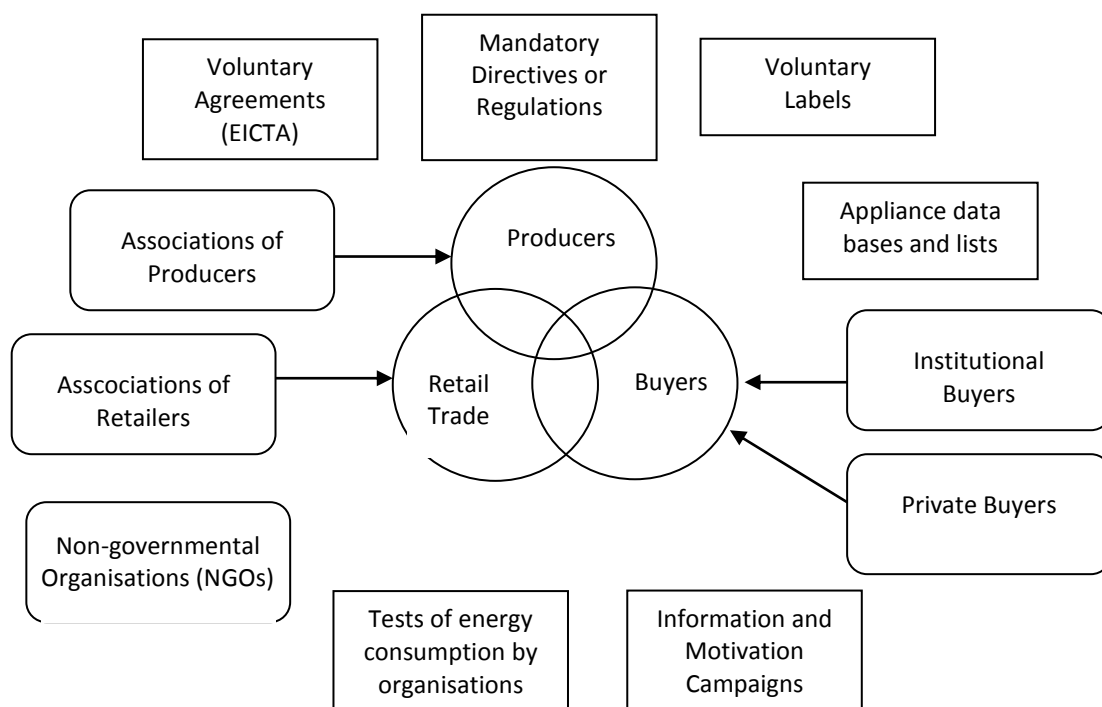 Voluntary
Agreements
(EICTA)
Mandatory
Directives or
Regulations
Voluntary
Labels
Associations of
Producers
Producers
Appliance data
bases and lists
Asscociations of
Retailers
Retail
Trade
Buyers
Institutional
Buyers
Private Buyers
Non-governmental
Organisations (NGOs)
Tests of energy
consumption by
organisations
Information and
Motivation
Campaigns